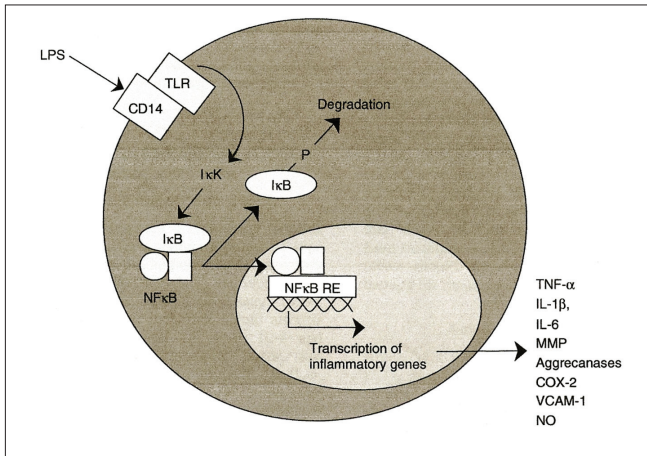 LPS
TLR
CD14
Degradation
P
IκK
IκB
IκB
NFκB
NFκB RE
Transcription of
inflammatory genes
TNF-α
IL-1β,
IL-6
MMP
Aggrecanases
COX-2
VCAM-1
NO